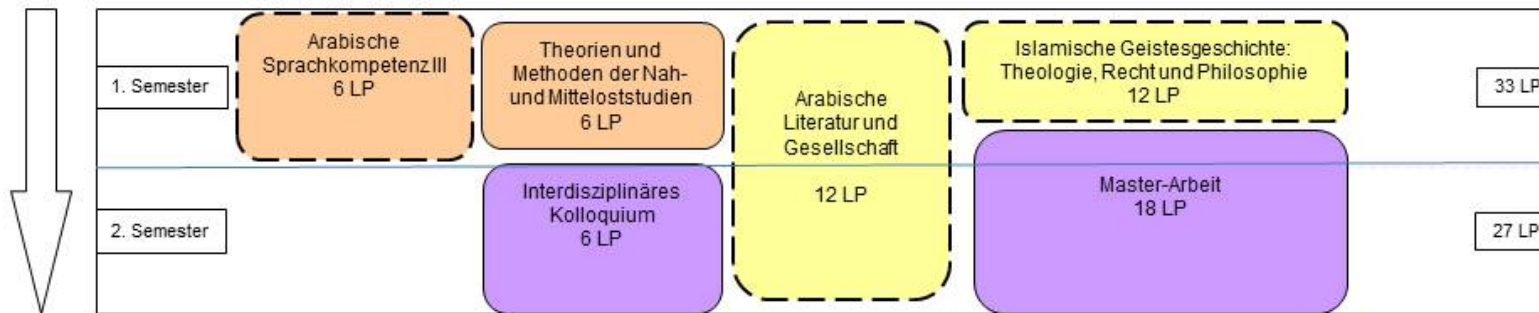 1. Semester
Arabische
Sprachkompetenz III
6 LP
Theorien und
Methoden der Nah-
und Mitteloststudien
6 LP
Arabische
Literatur und
Gesellschaft
12 LP
Islamische Geistesgeschichte:
Theologie, Recht und Philosophie
12 LP
33 LP
2. Semester
Interdisziplinäres
Kolloquium
6 LP
Master-Arbeit
18 LP
27 LP